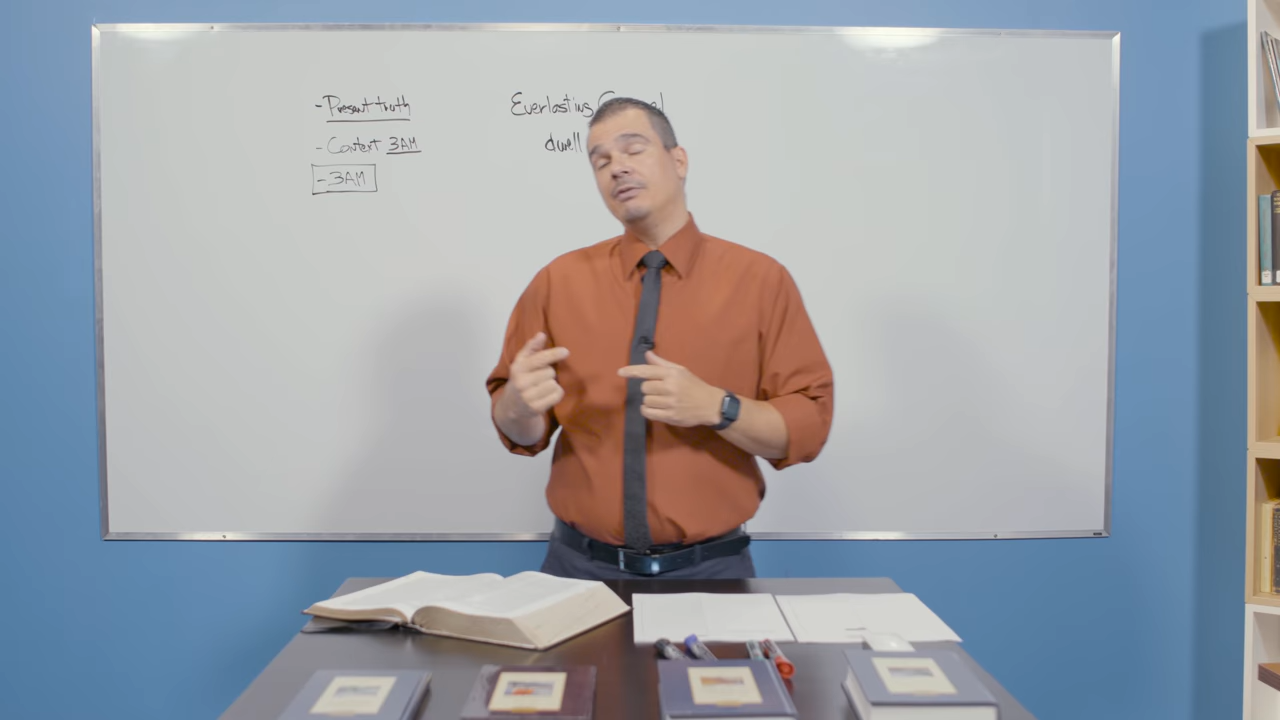 - Present truth
- Context 3AM
- 3AM
Everlasting
dwell